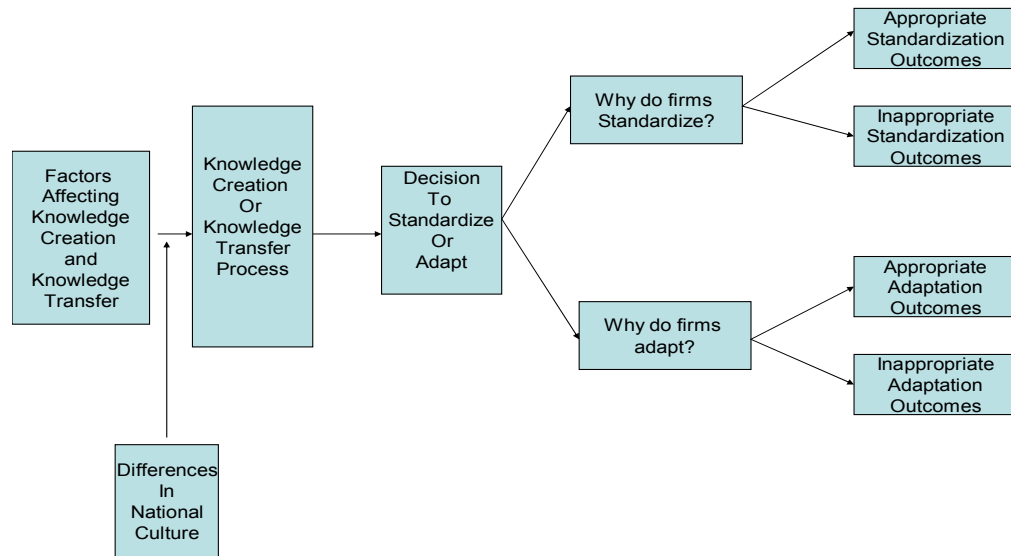 Factors
Affecting
Knowledge
Creation
and
Knowledge
Transfer
Differences
In
National
Culture
Knowledge
Creation
Or
Knowledge
Transfer
Process
Decision
To
Standardize
Or
Adapt
Why do firms
Standardize?
Appropriate
Standardization
Outcomes
Inappropriate
Standardization
Outcomes
Why do firms
adapt?
Appropriate
Adaptation
Outcomes
Inappropriate
Adaptation
Outcomes